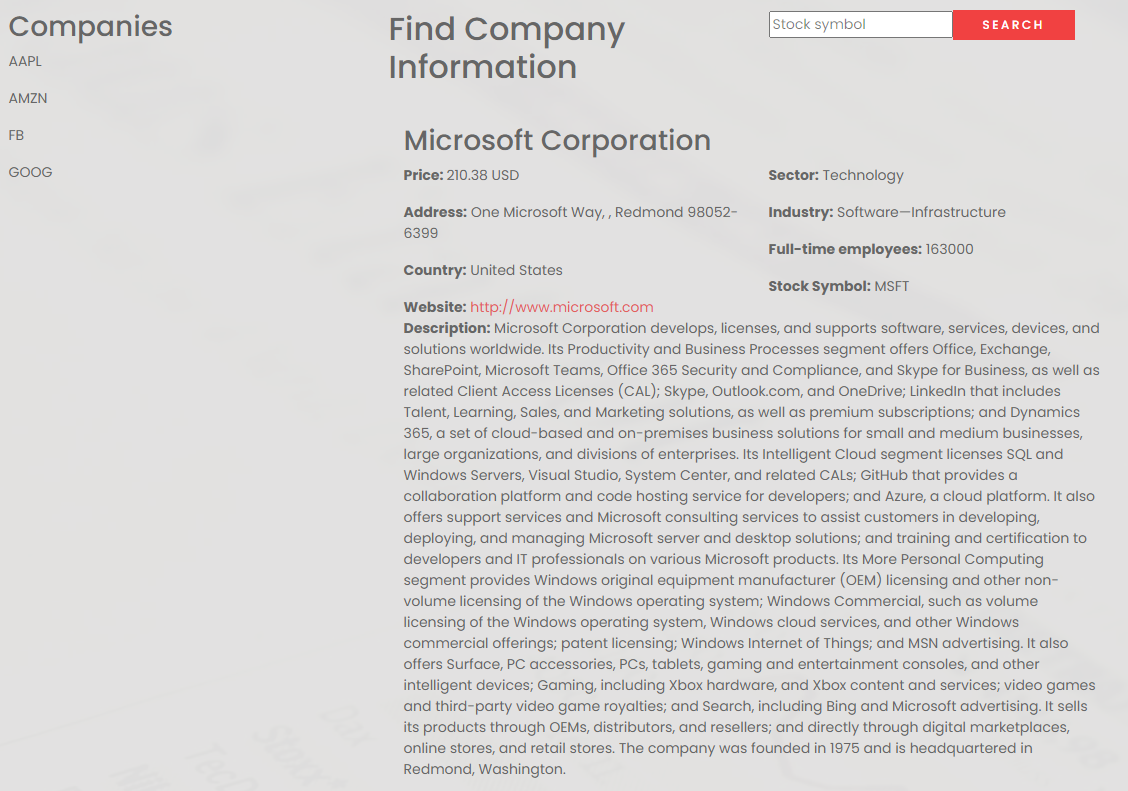 Companies
AAPL
AMZN
FB
GOOG
Find Company
Information
Stock symbol
SEARCH
Microsoft Corporation
Price: 210.38 USD
Address: One Microsoft Way, , Redmond 98052-
6399
Country: United States
Website: http://www.microsoft.com
Sector: Technology
Industry: Software—Infrastructure
Full-time employees: 163000
Stock Symbol: MSFT
Description: Microsoft Corporation develops, licenses, and supports software, services, devices, and
solutions worldwide. Its Productivity and Business Processes segment offers Office, Exchange,
SharePoint, Microsoft Teams, Office 365 Security and Compliance, and Skype for Business, as well as
related Client Access Licenses (CAL); Skype, Outlook.com, and OneDrive; LinkedIn that includes
Talent, Learning, Sales, and Marketing solutions, as well as premium subscriptions; and Dynamics
365, a set of cloud-based and on-premises business solutions for small and medium businesses,
large organizations, and divisions of enterprises. Its Intelligent Cloud segment licenses SQL and
Windows Servers, Visual Studio, System Center, and related CALs; GitHub that provides a
collaboration platform and code hosting service for developers; and Azure, a cloud platform. It also
offers support services and Microsoft consulting services to assist customers in developing,
deploying, and managing Microsoft server and desktop solutions; and training and certification to
developers and IT professionals on various Microsoft products. Its More Personal Computing
segment provides Windows original equipment manufacturer (OEM) licensing and other non-
volume licensing of the Windows operating system; Windows Commercial, such as volume
licensing of the Windows operating system, Windows cloud services, and other Windows
commercial offerings; patent licensing; Windows Internet of Things; and MSN advertising. It also
offers Surface, PC accessories, PCs, tablets, gaming and entertainment consoles, and other
intelligent devices; Gaming, including Xbox hardware, and Xbox content and services; video games
and third-party video game royalties; and Search, including Bing and Microsoft advertising. It sells
its products through OEMs, distributors, and resellers; and directly through digital marketplaces,
online stores, and retail stores. The company was founded in 1975 and is headquartered in
Redmond, Washington.